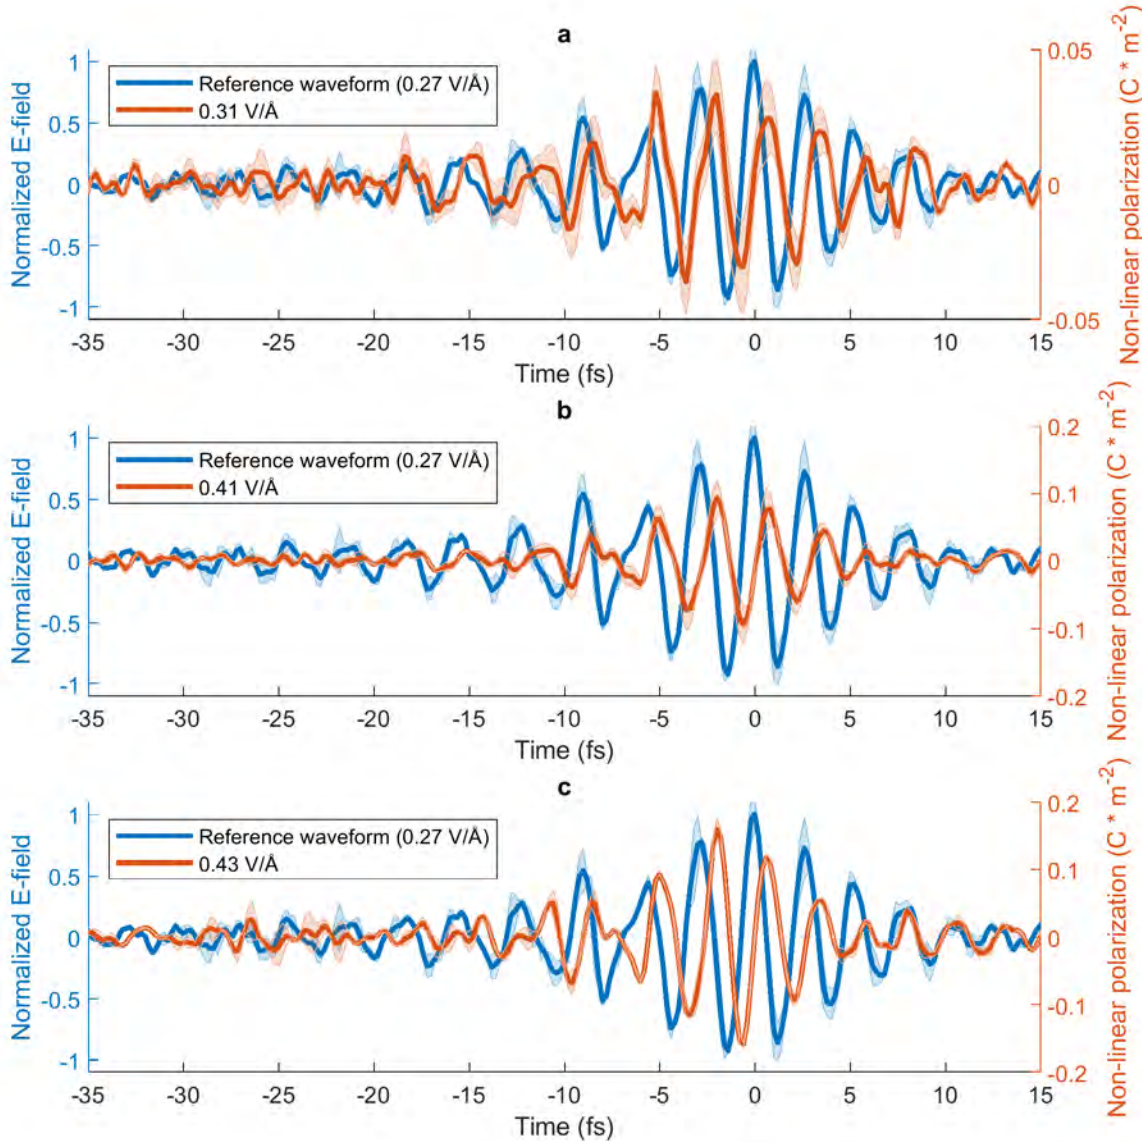 a
Normalized E-field
1
0.5
0
-0.5
-1
Reference waveform (0.27 V/Å)
0.31 V/Å
0.05
0
-0.05
Non-linear polarization (C * m-2)
-35 -30 -25 -20 -15 -10 -5 0 5 10 15
Time (fs)
b
Normalized E-field
1
0.5
0
-0.5
-1
Reference waveform (0.27 V/Å)
0.41 V/Å
0.2
0.1
0
-0.1
-0.2
Non-linear polarization (C * m-2)
-35 -30 -25 -20 -15 -10 -5 0 5 10 15
Time (fs)
c
Normalized E-field
1
0.5
0
-0.5
-1
Reference waveform (0.27 V/Å)
0.43 V/Å
0.2
0.1
0
-0.1
-0.2
Non-linear polarization (C * m-2)
-35 -30 -25 -20 -15 -10 -5 0 5 10 15
Time (fs)